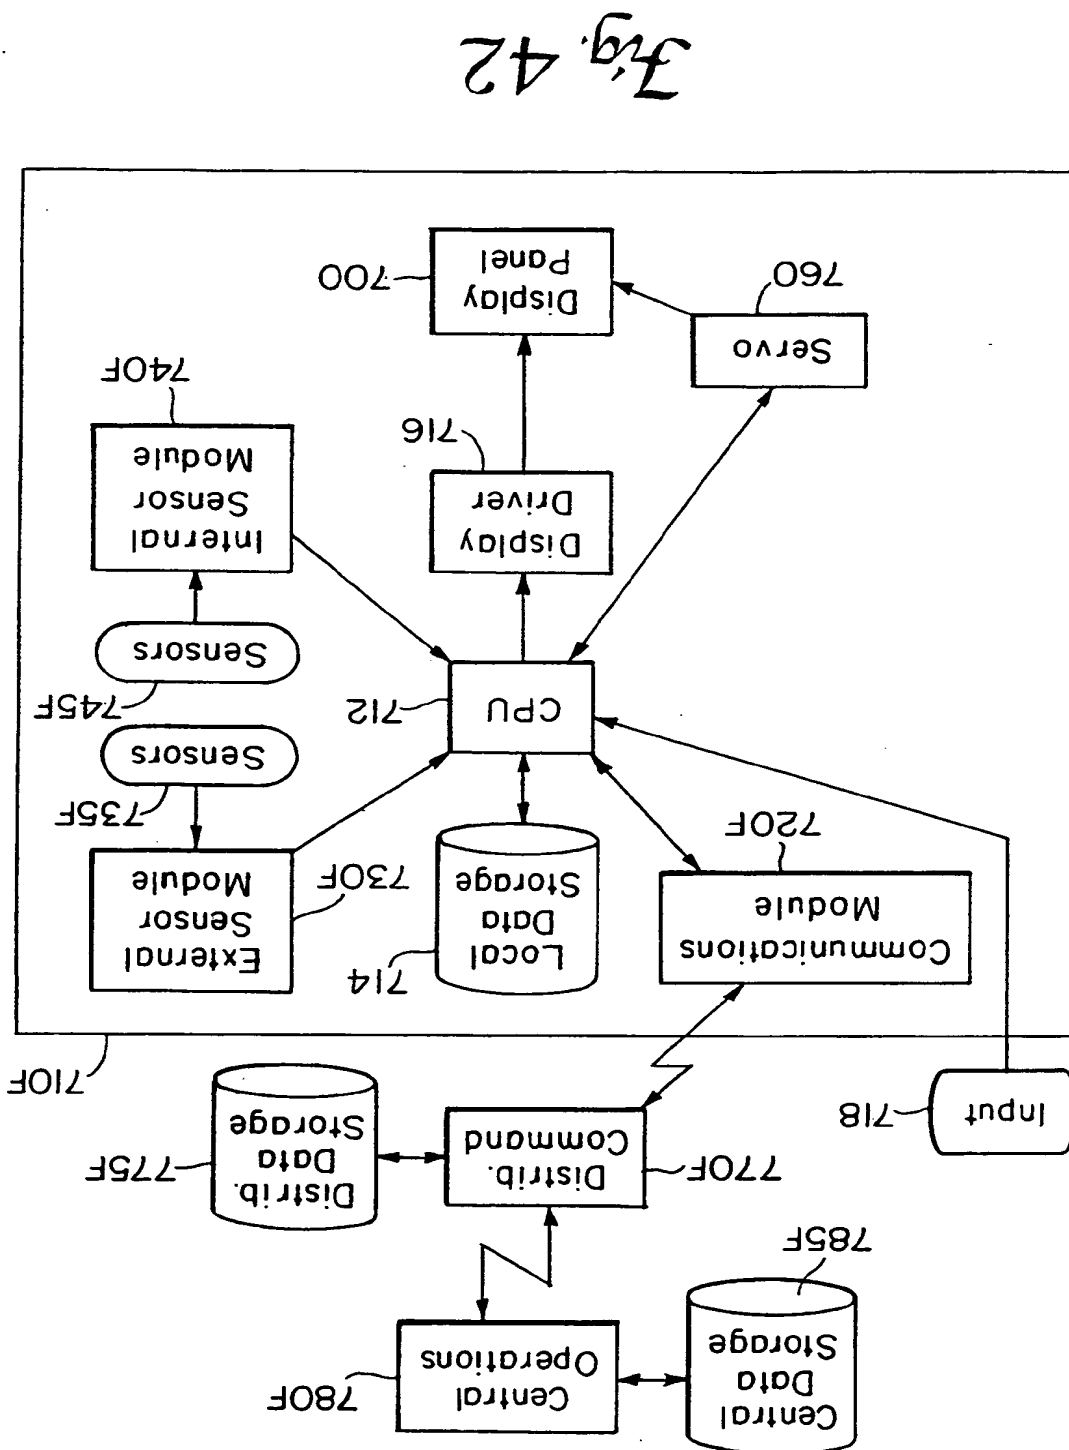 Central
Data
Storage
785F
Central
Operations
780F
Input
718
Distrib.
Command
770F
Distrib.
Data
Storage
775F
710F
Communications
Module
720F
Local
Data
Storage
714
External
Sensor
Module
730F
Sensors
735F
CPU
712
Sensors
745F
Internal
Sensor
Module
740F
Display
Driver
716
Servo
760
Display
Panel
700
Fig. 42